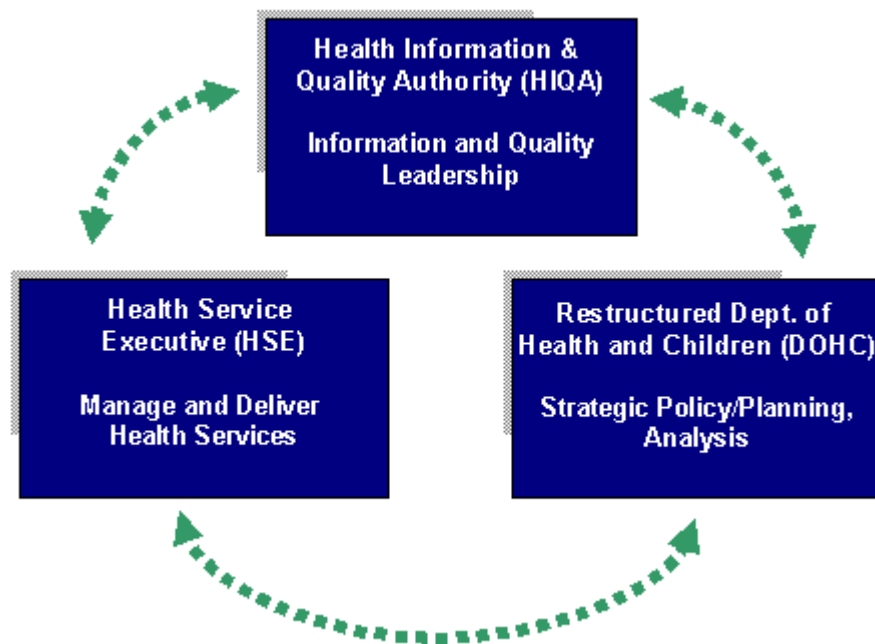 Health Information &
Quality Authority (HIQA)
Information and Quality
Leadership
Health Service
Executive (HSE)
Manage and Deliver
Health Services
Restructured Dept. of
Health and Children (DOHC)
Strategic Policy/Planning,
Analysis